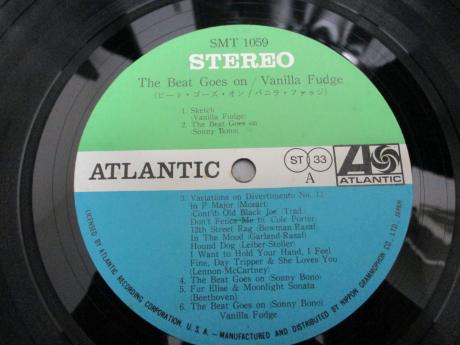 SMT 1059
STEREO
The Beat Goes on / Vanilla Fudge
(ビート・ゴーズ・オン / バニラ・ファッジ)
1. Sketch
(Vanilla Fudge)
2. The Beat Goes on
(Sonny Bono)
ATLANTIC
ST 33
A
ATLANTIC
3. Variations on Divertimento No. 13
In F Major (Mozart)
(Cont'd) Old Black Joe (Trad.
Don't Fence Me In (Cole Porter
12th Street Rag (Bowman-Razaf)
In The Mood (Garland-Razaf)
Hound Dog (Leiber-Stoller)
I Want to Hold Your Hand, I Feel
Fine, Day Tripper & She Loves You
(Lennon-McCartney)
4. The Beat Goes on (Sonny Bono)
5. Fur Elise & Moonlight Sonata
(Beethoven)
6. The Beat Goes on (Sonny Bono)
Vanilla Fudge
LICENSED BY ATLANTIC RECORDING CORPORATION, U.S.A.-MANUFACTURED AND DISTRIBUTED BY NIPPON GRAMMOPHON CO., LTD., JAPAN